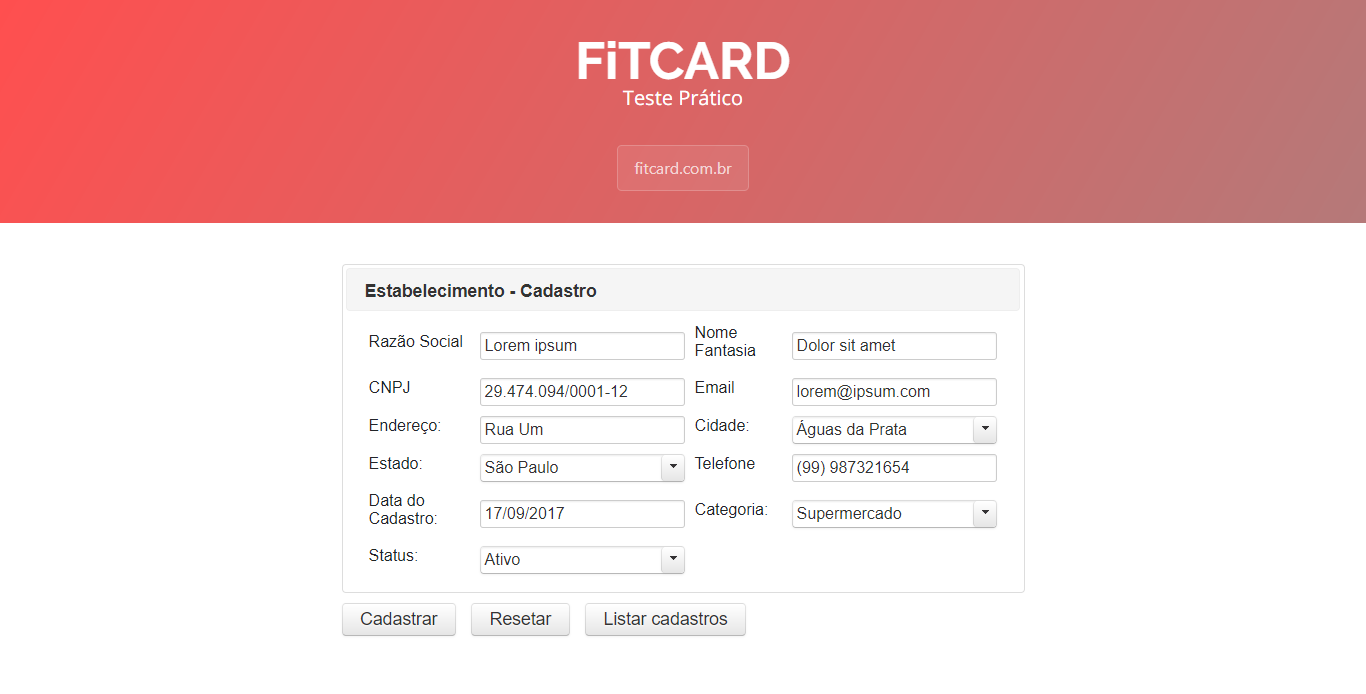 FiTCARD
Teste Prático
fitcard.com.br
Estabelecimento - Cadastro
Razão Social Lorem ipsum Nome Fantasia Dolor sit amet
CNPJ 29.474.094/0001-12 Email lorem@ipsum.com
Endereço: Rua Um Cidade: Águas da Prata
Estado: São Paulo Telefone (99) 987321654
Data do Cadastro: 17/09/2017 Categoria: Supermercado
Status: Ativo
Cadastrar Resetar Listar cadastros